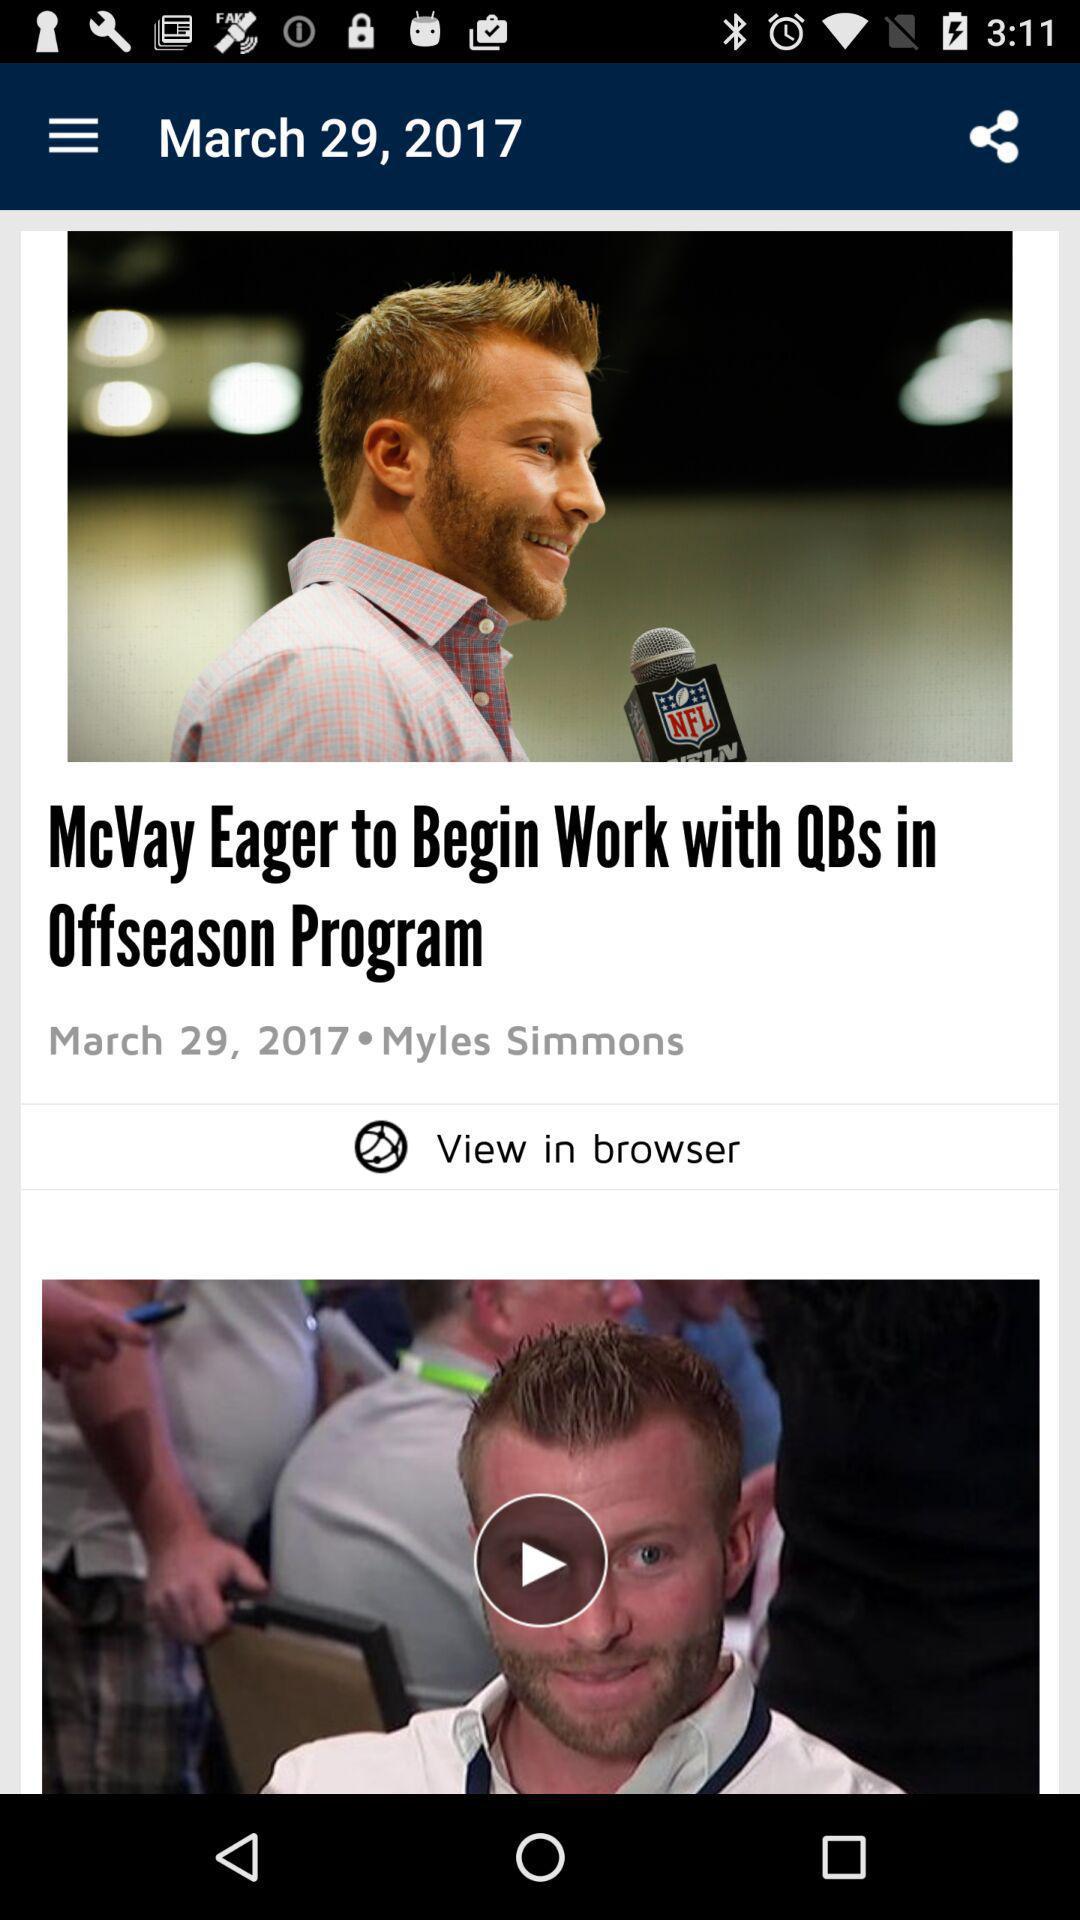 FAKE
3:11
March 29, 2017
NFL
McVay Eager to Begin Work with QBs in
Offseason Program
March 29, 2017•Myles Simmons
View in browser